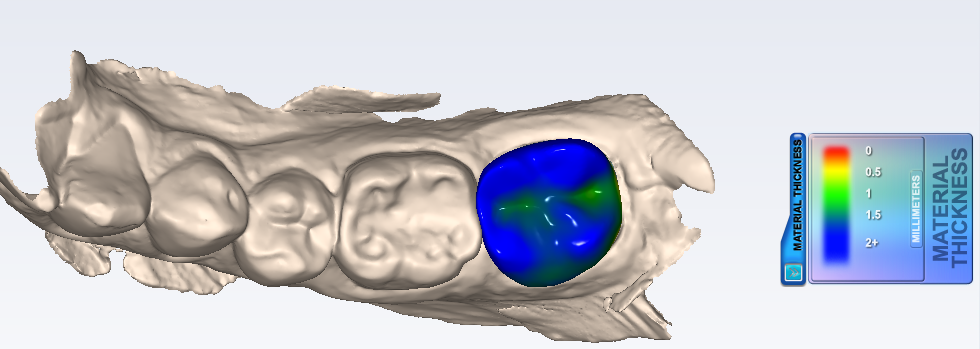 MATERIAL THICKNESS
0
0.5
1
1.5
2+
MILLIMETERS
MATERIAL
THICKNESS